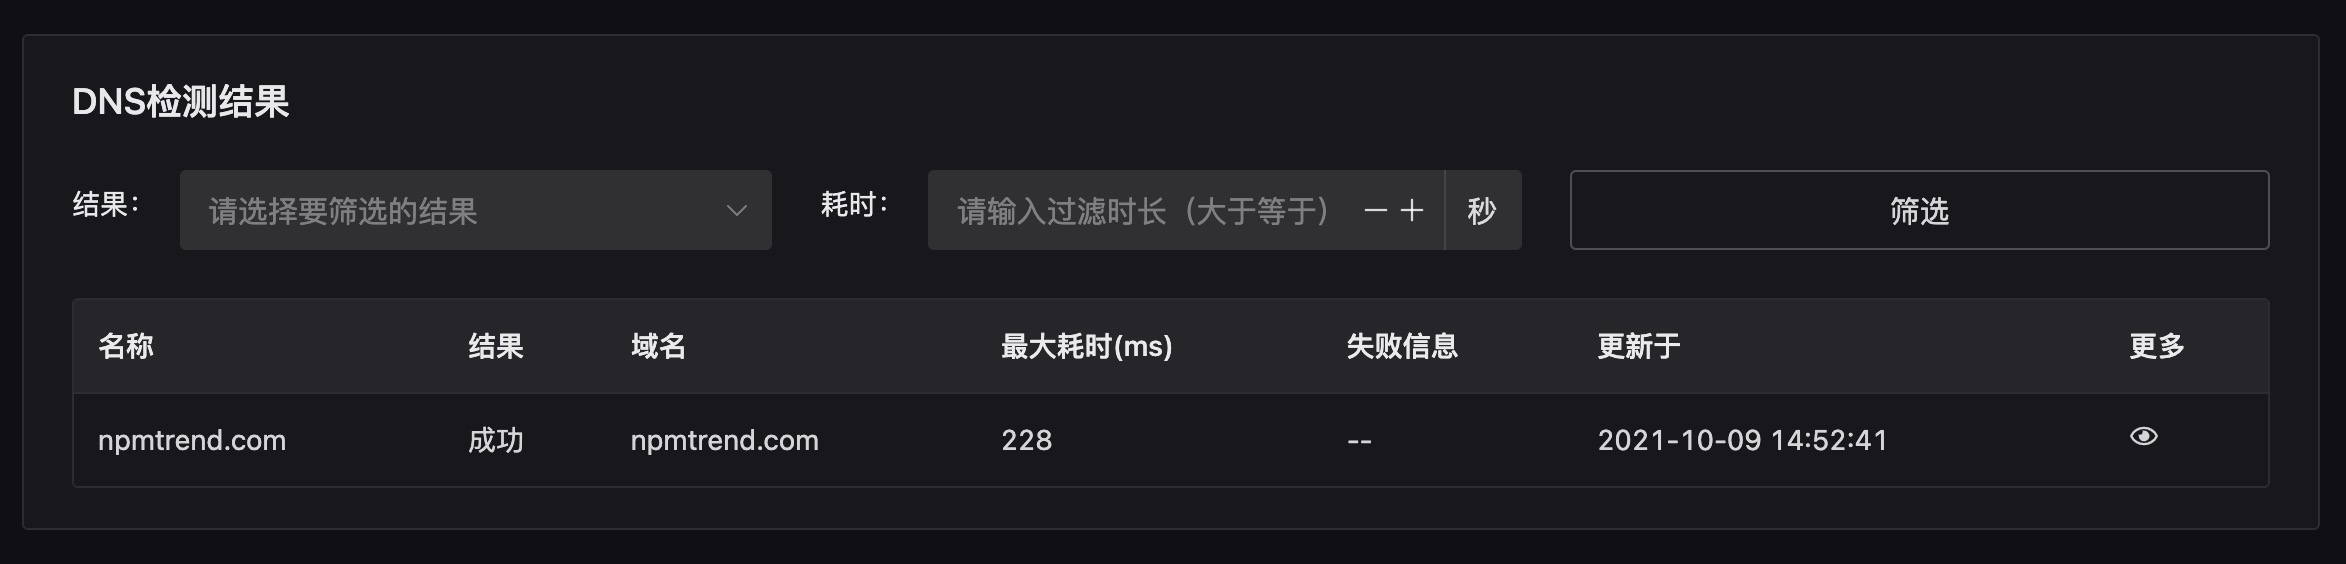 DNS检测结果
结果： 请选择要筛选的结果 耗时： 请输入过滤时长（大于等于） 秒 筛选
名称 结果 域名 最大耗时(ms) 失败信息 更新于 更多
npmtrend.com 成功 npmtrend.com 228 -- 2021-10-09 14:52:41